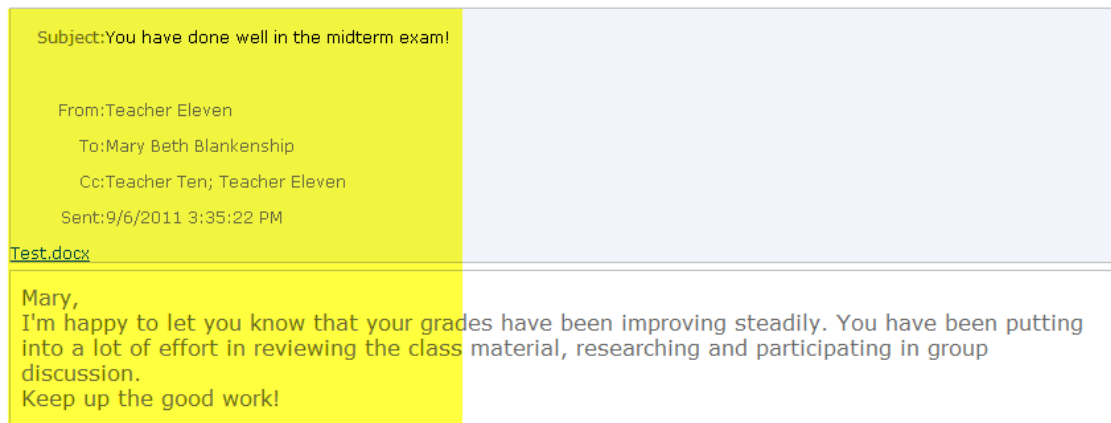 Subject:You have done well in the midterm exam!
From:Teacher Eleven
To:Mary Beth Blankenship
Cc:Teacher Ten; Teacher Eleven
Sent:9/6/2011 3:35:22 PM
Test.docx
Mary,
I'm happy to let you know that your grades have been improving steadily. You have been putting
into a lot of effort in reviewing the class material, researching and participating in group
discussion.
Keep up the good work!